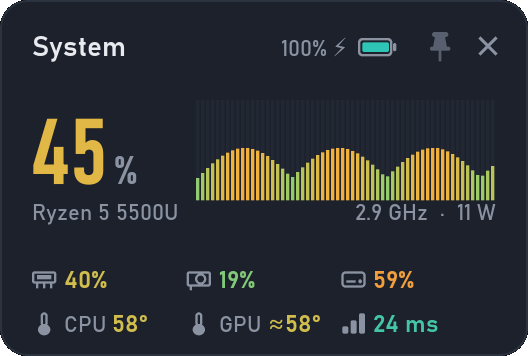 System 100%
45 %
Ryzen 5 5500U 2.9 GHz · 11 W
40% 19% 59%
CPU 58° GPU ≈58° 24 ms